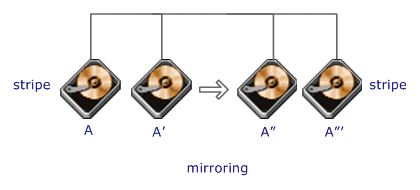 stripe
stripe
A
A’
A”
A”’
mirroring